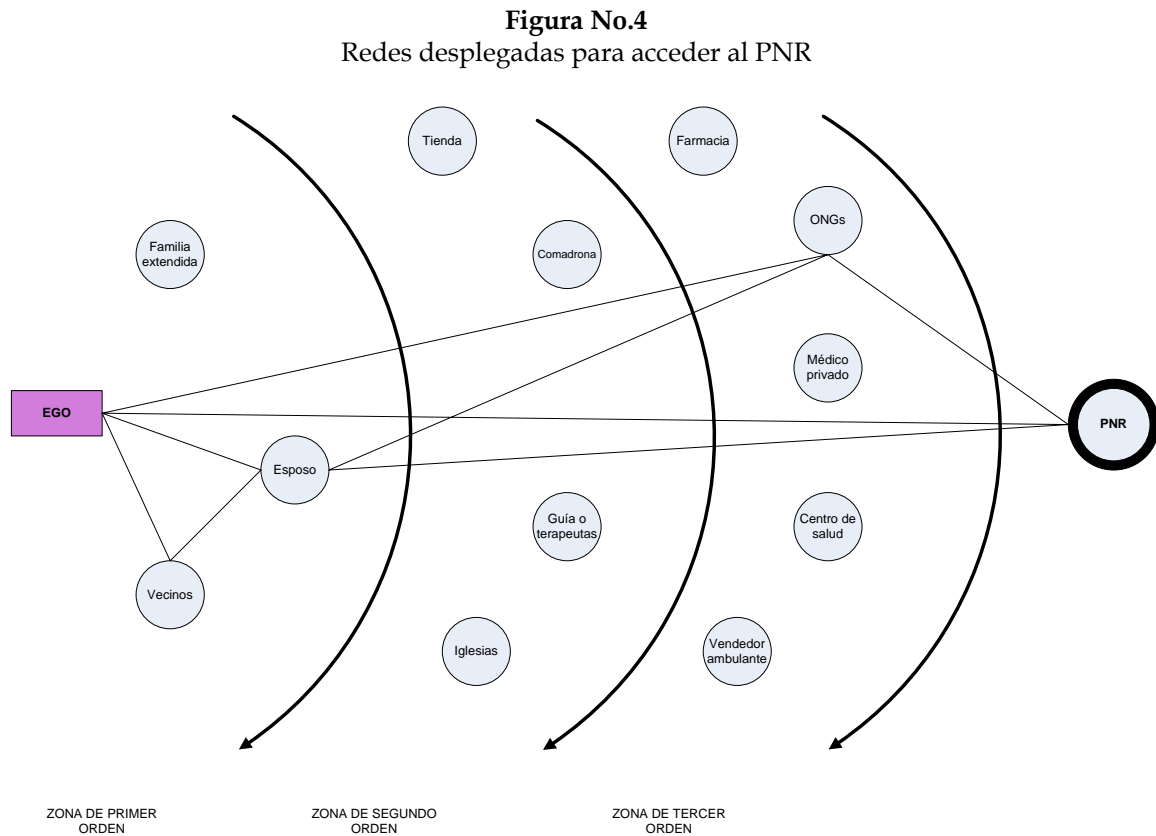 Figura No.4
Redes desplegadas para acceder al PNR
Tienda
Farmacia
ONGs
Familia
extendida
Comadrona
Médico
privado
EGO
PNR
Esposo
Guía o
terapeutas
Centro de
salud
Vecinos
Iglesias
Vendedor
ambulante
ZONA DE PRIMER
ORDEN
ZONA DE SEGUNDO
ORDEN
ZONA DE TERCER
ORDEN